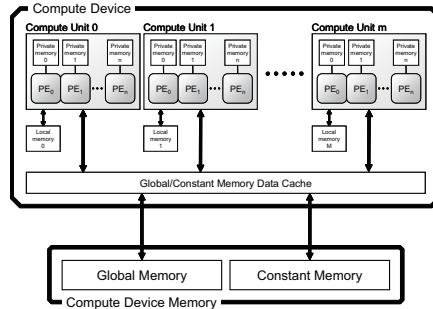 Compute Device
Compute Unit 0
Private memory 0
Private memory 1
Private memory n
PE0
PE1
...
PEn
Local memory 0
Compute Unit 1
Private memory 0
Private memory 1
Private memory n
PE0
PE1
...
PEn
Local memory 1
.....
Compute Unit m
Private memory 0
Private memory 1
Private memory n
PE0
PE1
...
PEn
Local memory M
Global/Constant Memory Data Cache
Global Memory
Constant Memory
Compute Device Memory